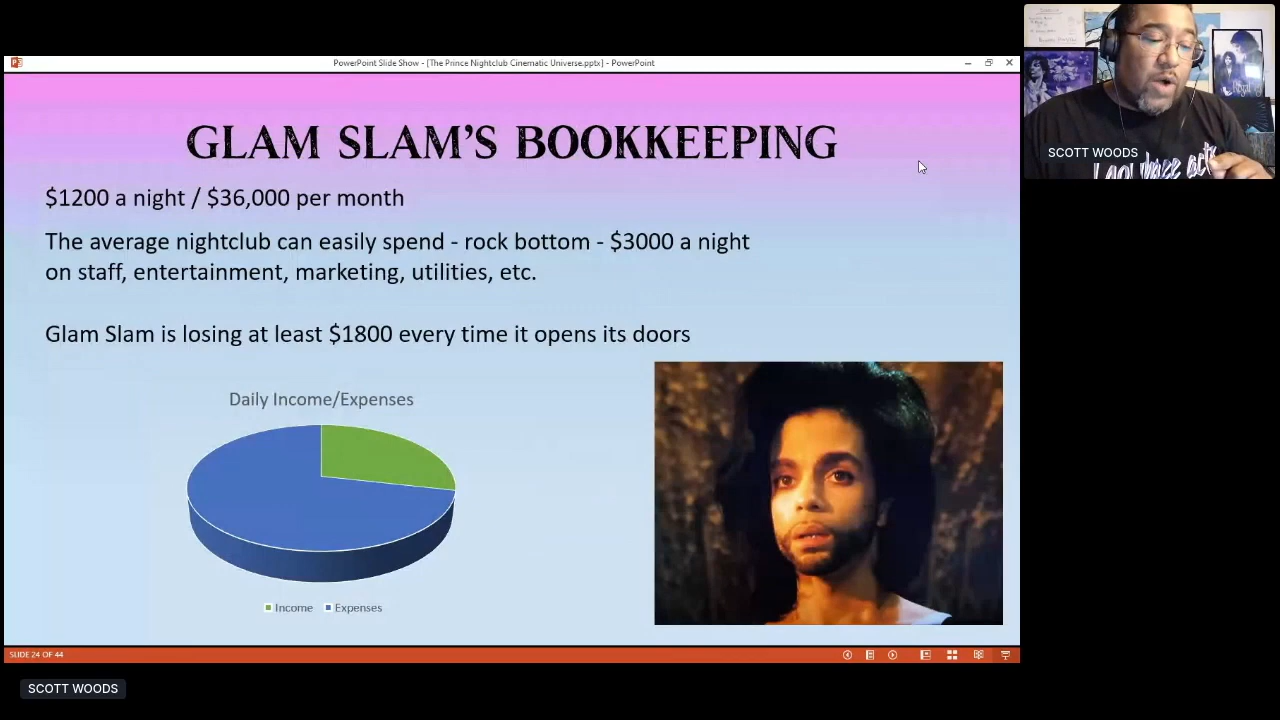 PowerPoint Slide Show - [The Prince Nightclub Cinematic Universe.pptx] - PowerPoint
GLAM SLAM'S BOOKKEEPING
$1200 a night / $36,000 per month
The average nightclub can easily spend - rock bottom - $3000 a night
on staff, entertainment, marketing, utilities, etc.
Glam Slam is losing at least $1800 every time it opens its doors
Daily Income/Expenses
Income Expenses
SLIDE 24 OF 44
SCOTT WOODS
SCOTT WOODS